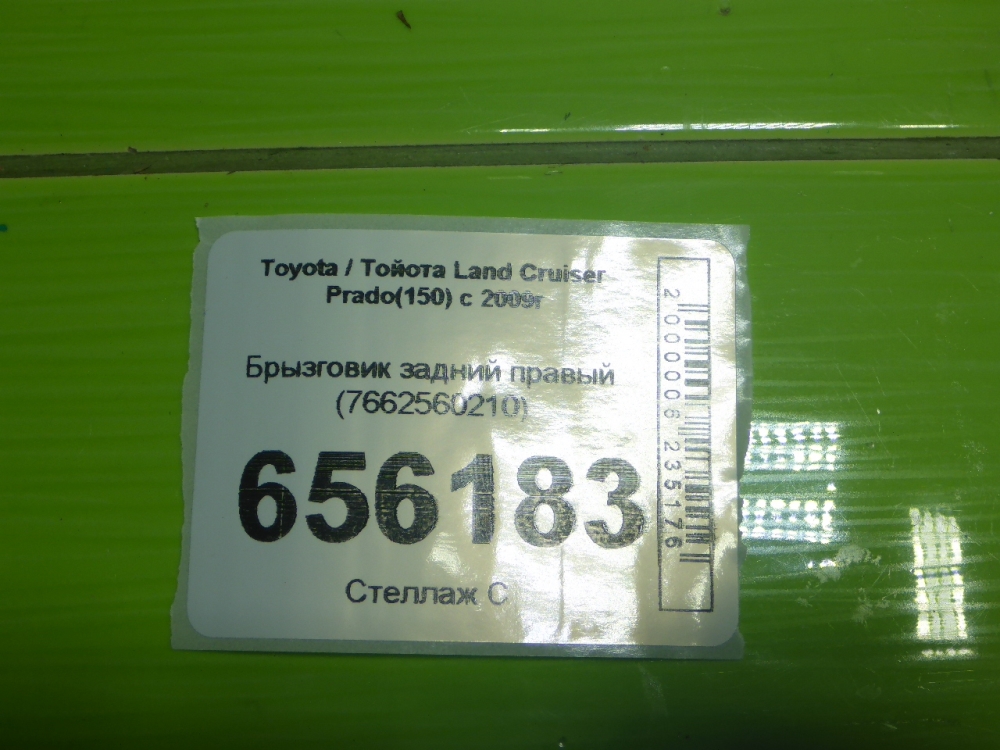 Toyota / Тойота Land Cruiser
Prado(150) с 2009г
Брызговик задний правый
(7662560210)
656183
Стеллаж С
2000006235176